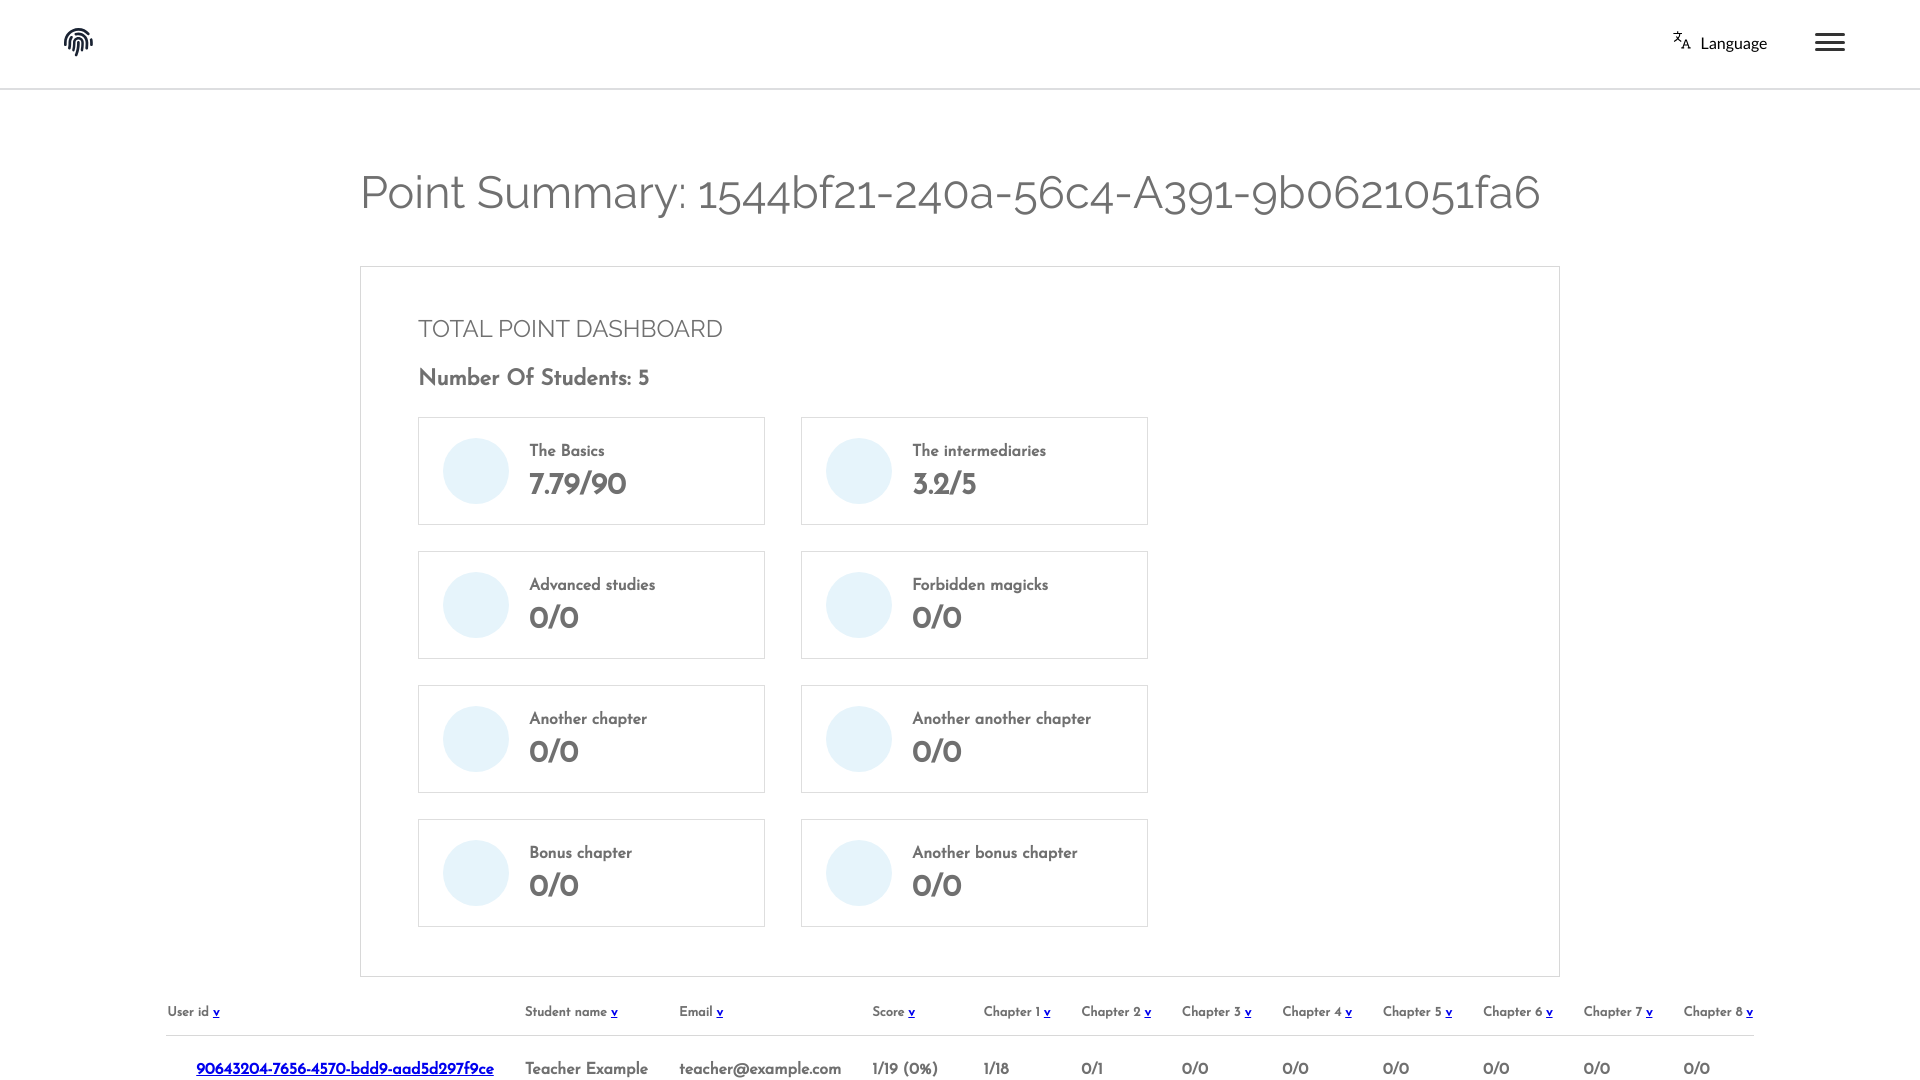 Language
Point Summary: 1544bf21-240a-56c4-A391-9b0621051fa6
TOTAL POINT DASHBOARD
Number Of Students: 5
The Basics
7.79/90
The intermediaries
3.2/5
Advanced studies
0/0
Forbidden magicks
0/0
Another chapter
0/0
Another another chapter
0/0
Bonus chapter
0/0
Another bonus chapter
0/0
User id v Student name v Email v Score v Chapter 1 v Chapter 2 v Chapter 3 v Chapter 4 v Chapter 5 v Chapter 6 v Chapter 7 v Chapter 8 v
90643204-7656-4570-bdd9-aad5d297f9ce Teacher Example teacher@example.com 1/19 (0%) 1/18 0/1 0/0 0/0 0/0 0/0 0/0 0/0